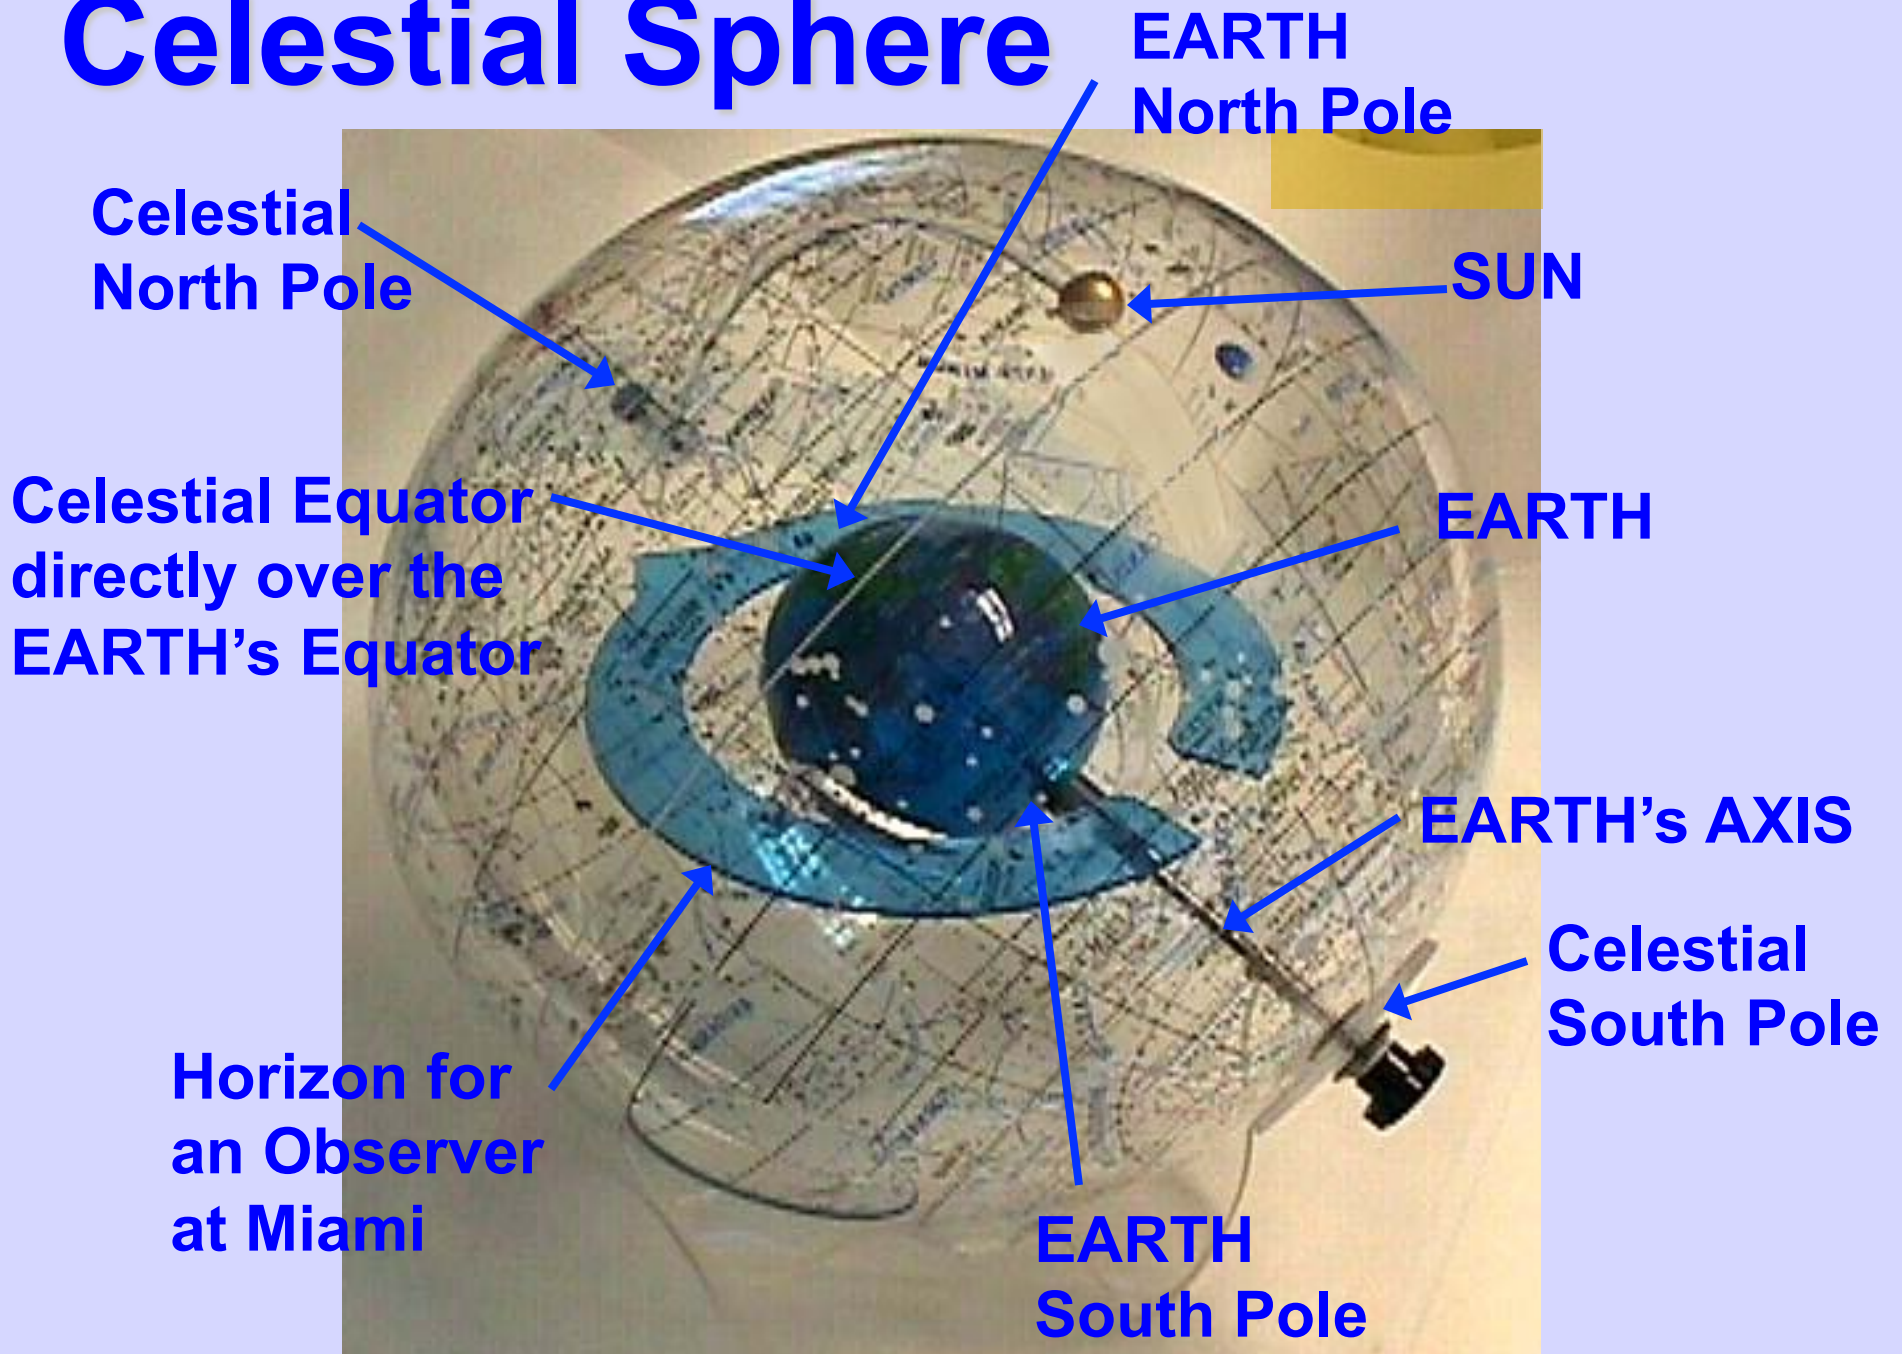 Celestial Sphere
EARTH
North Pole
Celestial
North Pole
SUN
Celestial Equator
directly over the
EARTH's Equator
EARTH
EARTH's AXIS
Celestial
South Pole
Horizon for
an Observer
at Miami
EARTH
South Pole